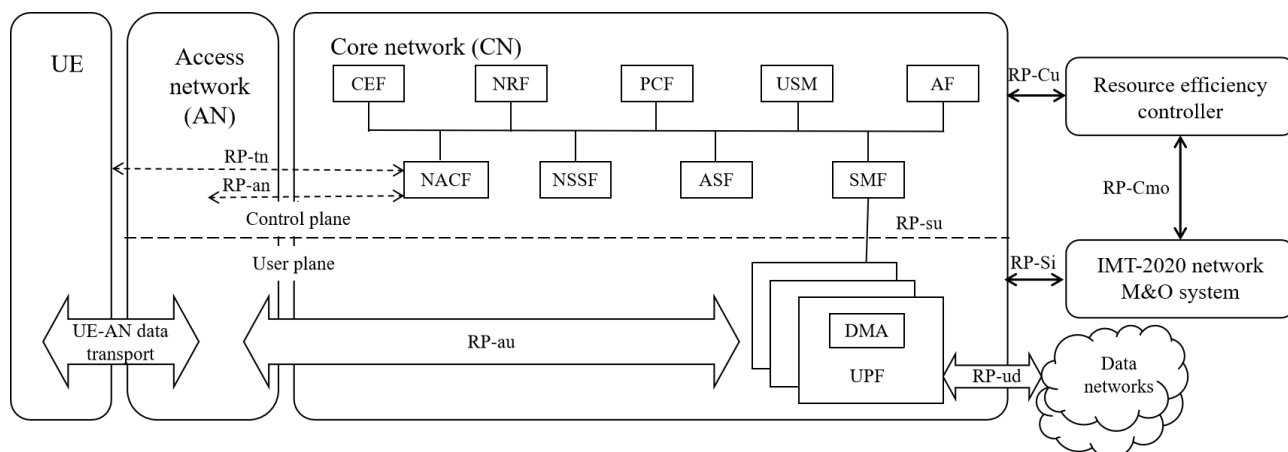 UE
Access
network
(AN)
Core network (CN)
CEF
NRF
PCF
USM
AF
RP-Cu
Resource efficiency
controller
RP-tn
RP-an
NACF
NSSF
ASF
SMF
RP-Cmo
Control plane
RP-su
User plane
RP-Si
IMT-2020 network
M&O system
UE-AN data
transport
RP-au
DMA
UPF
RP-ud
Data
networks